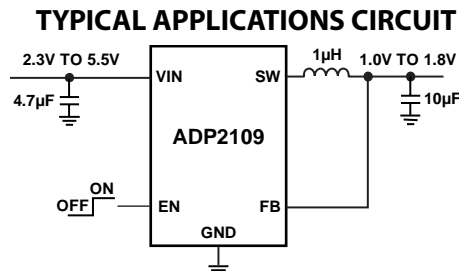 TYPICAL APPLICATIONS CIRCUIT
2.3V TO 5.5V
1µH
1.0V TO 1.8V
VIN
SW
4.7µF
10µF
ADP2109
ON
OFF
EN
FB
GND